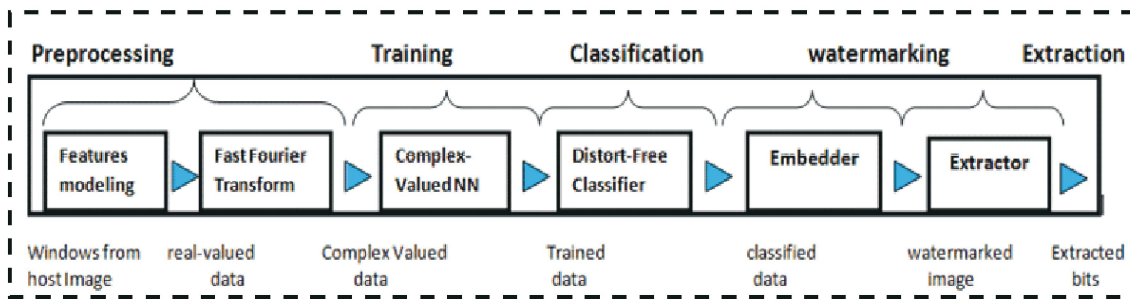 Preprocessing Training Classification watermarking Extraction
Features modeling
Fast Fourier Transform
Complex-Valued NN
Distort-Free Classifier
Embedder
Extractor
Windows from host Image
real-valued data
Complex Valued data
Trained data
classified data
watermarked image
Extracted bits